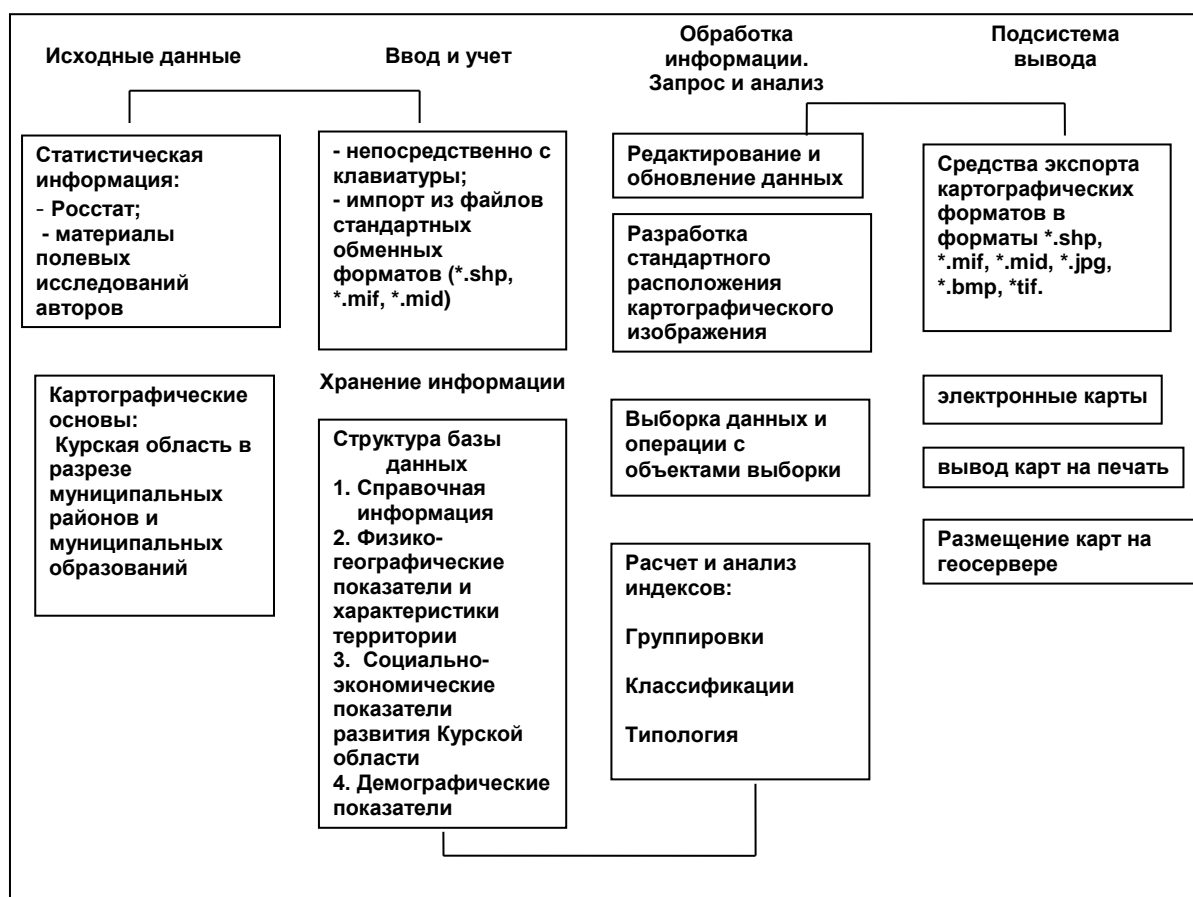 Исходные данные
Статистическая
информация:
- Росстат;
- материалы
полевых
исследований
авторов
Картографические
основы:
Курская область в
разрезе
муниципальных
районов и
муниципальных
образований
Ввод и учет
- непосредственно с
клавиатуры;
- импорт из файлов
стандартных
обменных
форматов (*.shp,
*.mif, *.mid)
Хранение информации
Структура базы
данных
1. Справочная
информация
2. Физико-
географические
показатели и
характеристики
территории
3. Социально-
экономические
показатели
развития Курской
области
4. Демографические
показатели
Обработка
информации.
Запрос и анализ
Редактирование и
обновление данных
Разработка
стандартного
расположения
картографического
изображения
Выборка данных и
операции с
объектами выборки
Расчет и анализ
индексов:
Группировки
Классификации
Типология
Подсистема
вывода
Средства экспорта
картографических
форматов в
форматы *.shp,
*.mif, *.mid, *.jpg,
*.bmp, *tif.
электронные карты
вывод карт на печать
Размещение карт на
геосервере